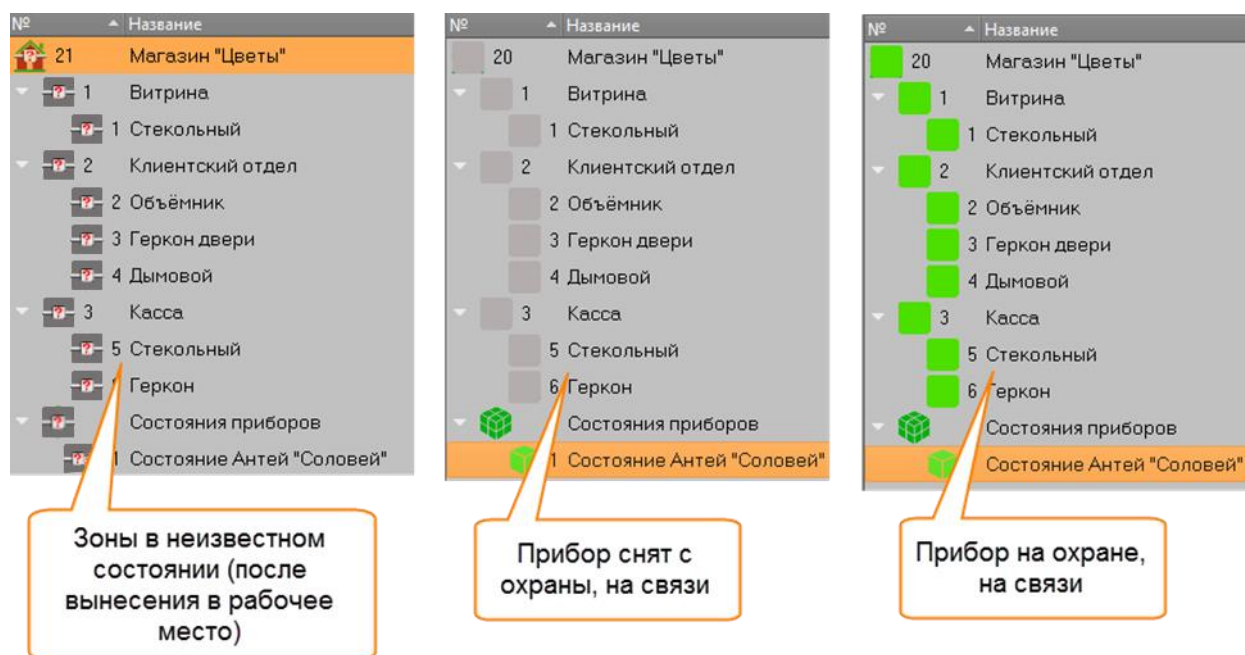 № Название
21 Магазин "Цветы"
1 Витрина
1 Стекольный
2 Клиентский отдел
2 Объёмник
3 Геркон двери
4 Дымовой
3 Касса
5 Стекольный
Геркон
Состояния приборов
1 Состояние Антей "Соловей"
Зоны в неизвестном
состоянии (после
вынесения в рабочее
место)
№ Название
20 Магазин "Цветы"
1 Витрина
1 Стекольный
2 Клиентский отдел
2 Объёмник
3 Геркон двери
4 Дымовой
3 Касса
5 Стекольный
6 Геркон
Состояния приборов
1 Состояние Антей "Соловей"
Прибор снят с
охраны, на связи
№ Название
20 Магазин "Цветы"
1 Витрина
1 Стекольный
2 Клиентский отдел
2 Объёмник
3 Геркон двери
4 Дымовой
3 Касса
5 Стекольный
6 Геркон
Состояния приборов
Состояние Антей "Соловей"
Прибор на охране,
на связи